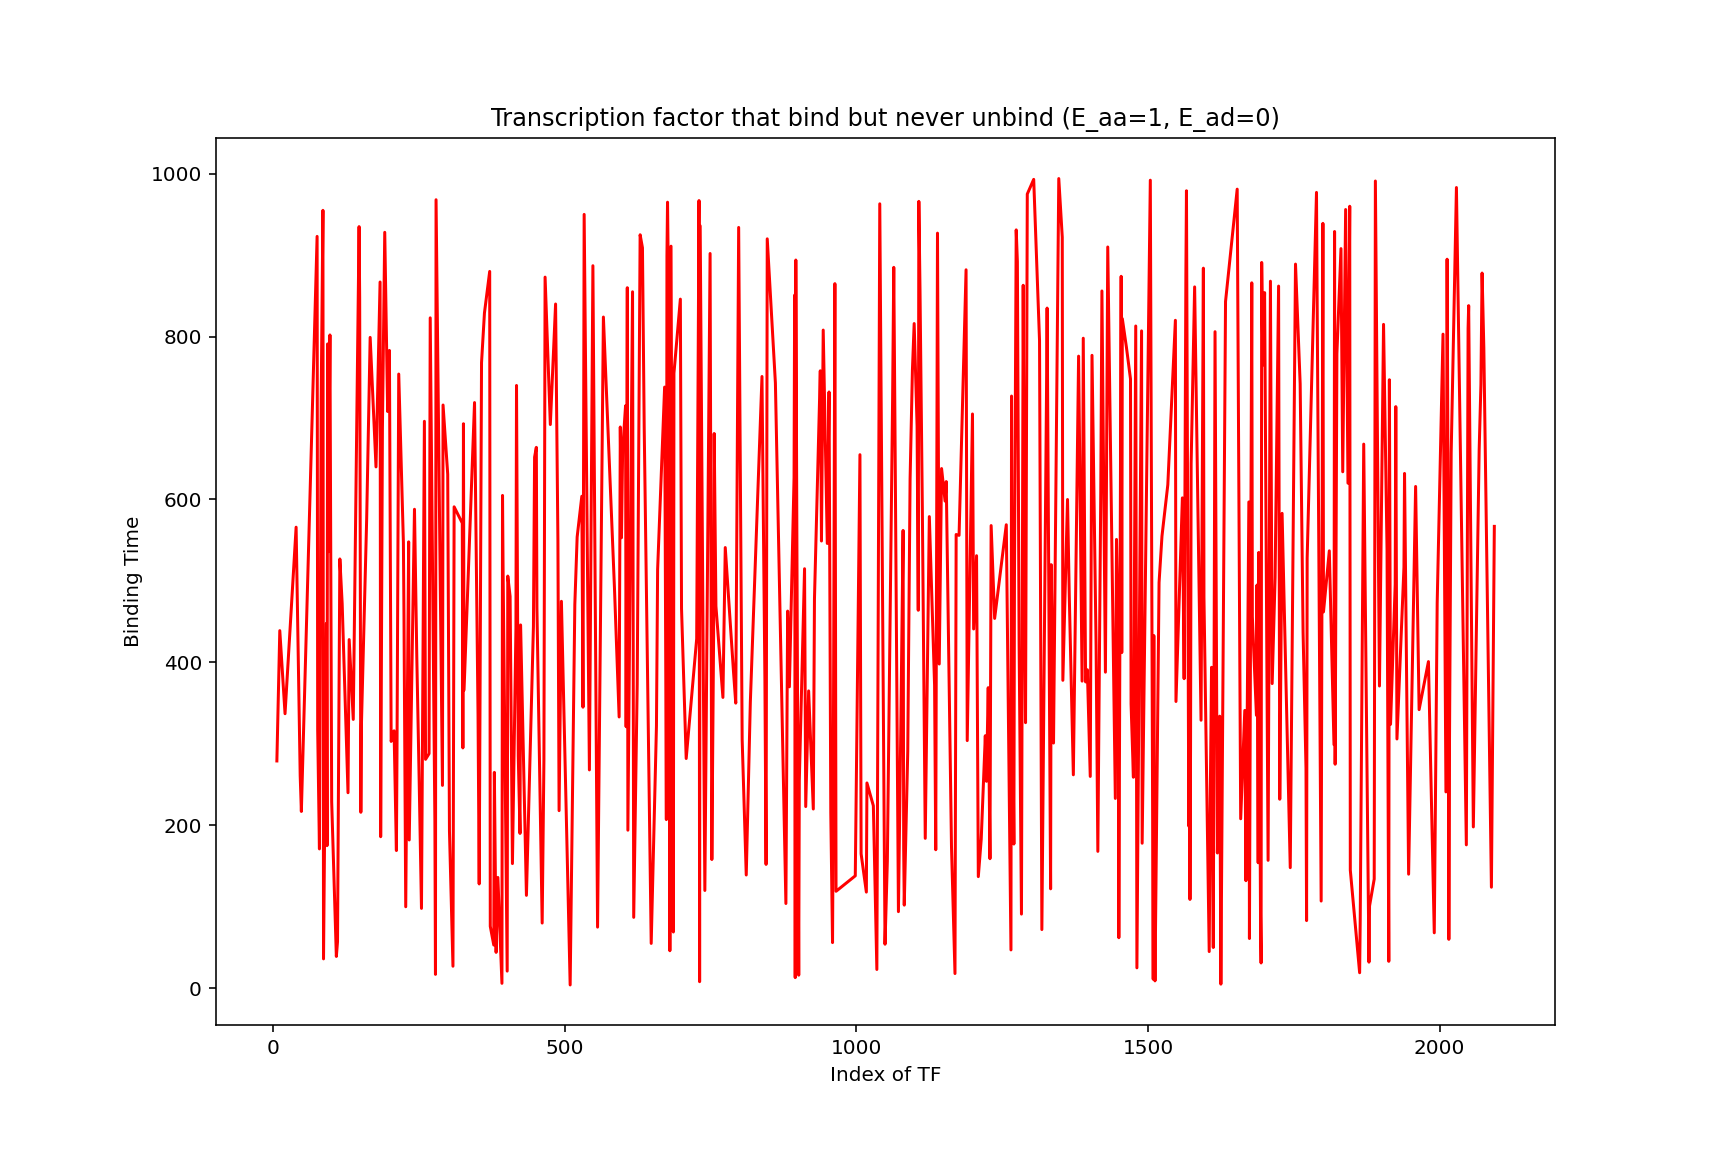 Transcription factor that bind but never unbind (E_aa=1, E_ad=0)
1000
800
600
400
200
0
Binding Time
0 500 1000 1500 2000
Index of TF